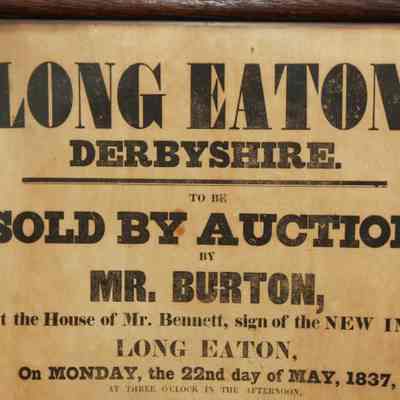 LONG EATON
DERBYSHIRE.
TO BE
SOLD BY AUCTION
BY
MR. BURTON,
t the House of Mr. Bennett, sign of the NEW IN
LONG EATON,
On MONDAY, the 22nd day of MAY, 1837,
AT THREE O'CLOCK IN THE AFTERNOON,